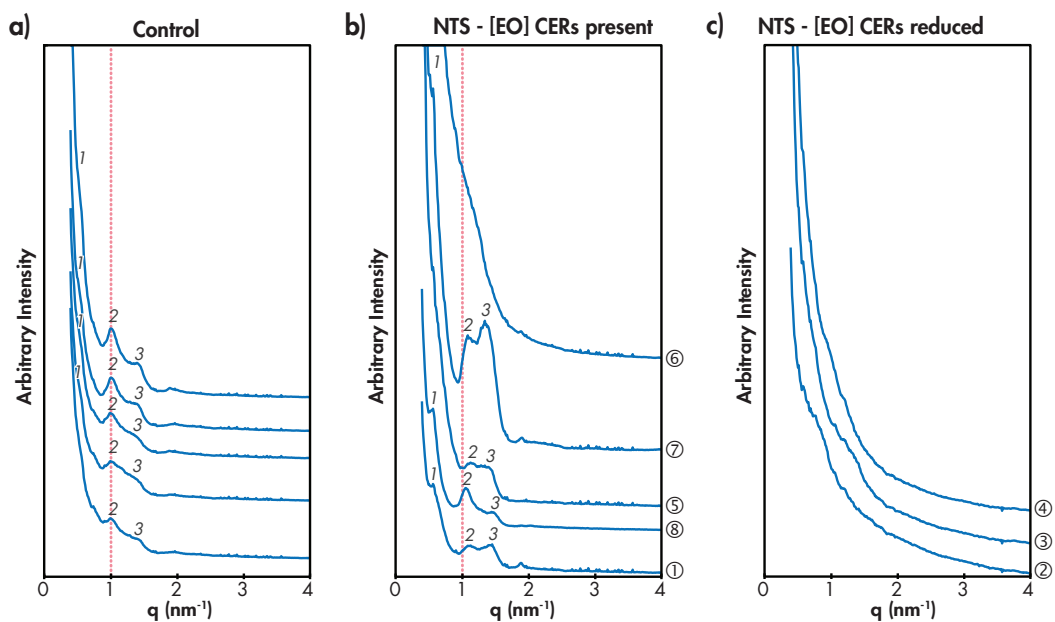 a) Control
Arbitrary Intensity
1
1
1
1
2
3
2
3
2
3
2
3
2
3
0 1 2 3 4
q (nm⁻¹)
b) NTS - [EO] CERs present
Arbitrary Intensity
1
2
3
1
2
3
2
3
1
2
3
⑥
⑦
⑤
⑧
①
0 1 2 3 4
q (nm⁻¹)
c) NTS - [EO] CERs reduced
Arbitrary Intensity
④
③
②
0 1 2 3 4
q (nm⁻¹)